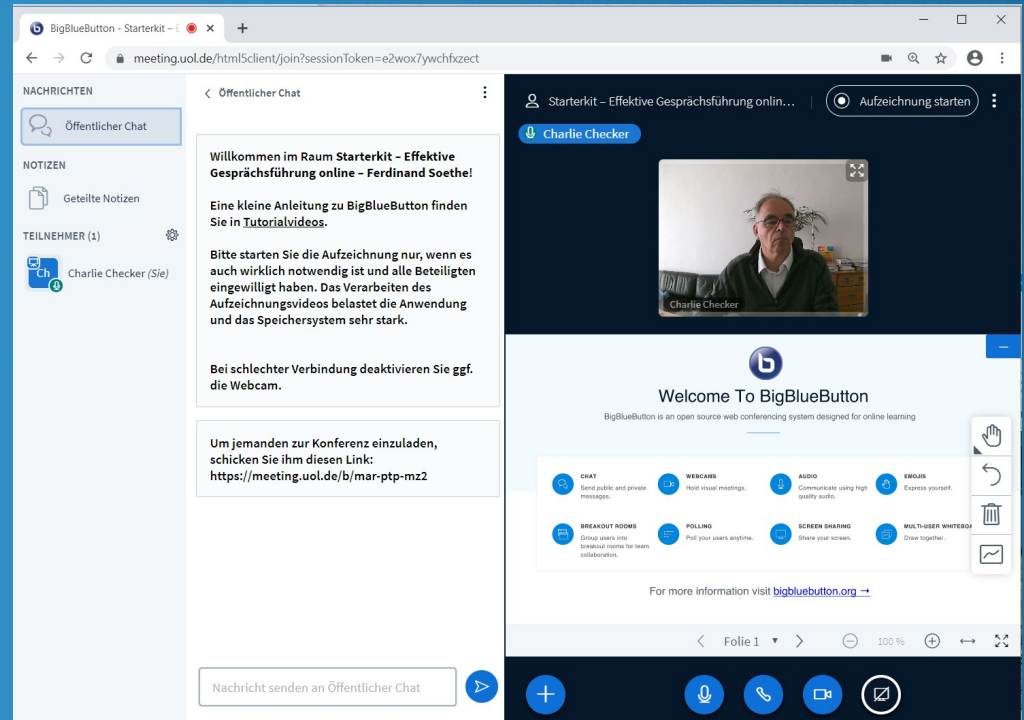 BigBlueButton - Starterkit – E
meeting.uol.de/html5client/join?sessionToken=e2wox7ywchfxzect
NACHRICHTEN
Öffentlicher Chat
NOTIZEN
Geteilte Notizen
TEILNEHMER (1)
Ch
Charlie Checker (Sie)
Öffentlicher Chat
Willkommen im Raum Starterkit – Effektive
Gesprächsführung online – Ferdinand Soethe!
Eine kleine Anleitung zu BigBlueButton finden
Sie in Tutorialvideos.
Bitte starten Sie die Aufzeichnung nur, wenn es
auch wirklich notwendig ist und alle Beteiligten
eingewilligt haben. Das Verarbeiten des
Aufzeichnungsvideos belastet die Anwendung
und das Speichersystem sehr stark.
Bei schlechter Verbindung deaktivieren Sie ggf.
die Webcam.
Um jemanden zur Konferenz einzuladen,
schicken Sie ihm diesen Link:
https://meeting.uol.de/b/mar-ptp-mz2
Nachricht senden an Öffentlicher Chat
Starterkit – Effektive Gesprächsführung onlin...
Aufzeichnung starten
Charlie Checker
Charlie Checker
b
Welcome To BigBlueButton
BigBlueButton is an open source web conferencing system designed for online learning
CHAT
Send public and private
messages.
WEBCAMS
Hold visual meetings.
AUDIO
Communicate using high
quality audio.
EMOJIS
Express yourself.
BREAKOUT ROOMS
Group users into
breakout rooms for team
collaboration.
POLLING
Poll your users anytime.
SCREEN SHARING
Share your screen.
MULTI-USER WHITEBOA
Draw together.
For more information visit bigbluebutton.org →
Folie 1
100 %